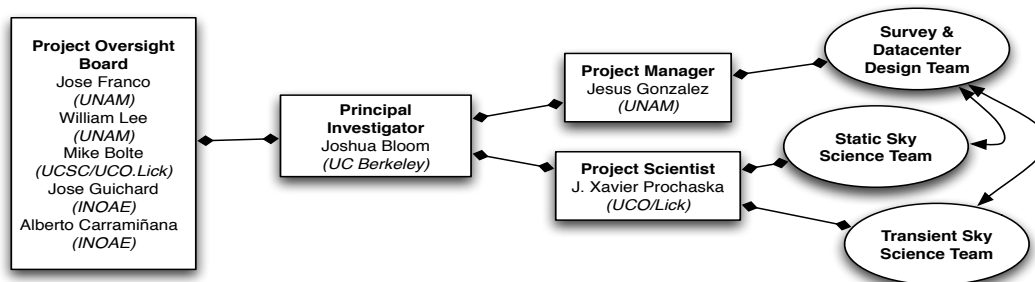 Project Oversight
Board
Jose Franco
(UNAM)
William Lee
(UNAM)
Mike Bolte
(UCSC/UCO.Lick)
Jose Guichard
(INOAE)
Alberto Carramiñana
(INOAE)
Principal
Investigator
Joshua Bloom
(UC Berkeley)
Project Manager
Jesus Gonzalez
(UNAM)
Project Scientist
J. Xavier Prochaska
(UCO/Lick)
Survey &
Datacenter
Design Team
Static Sky
Science Team
Transient Sky
Science Team